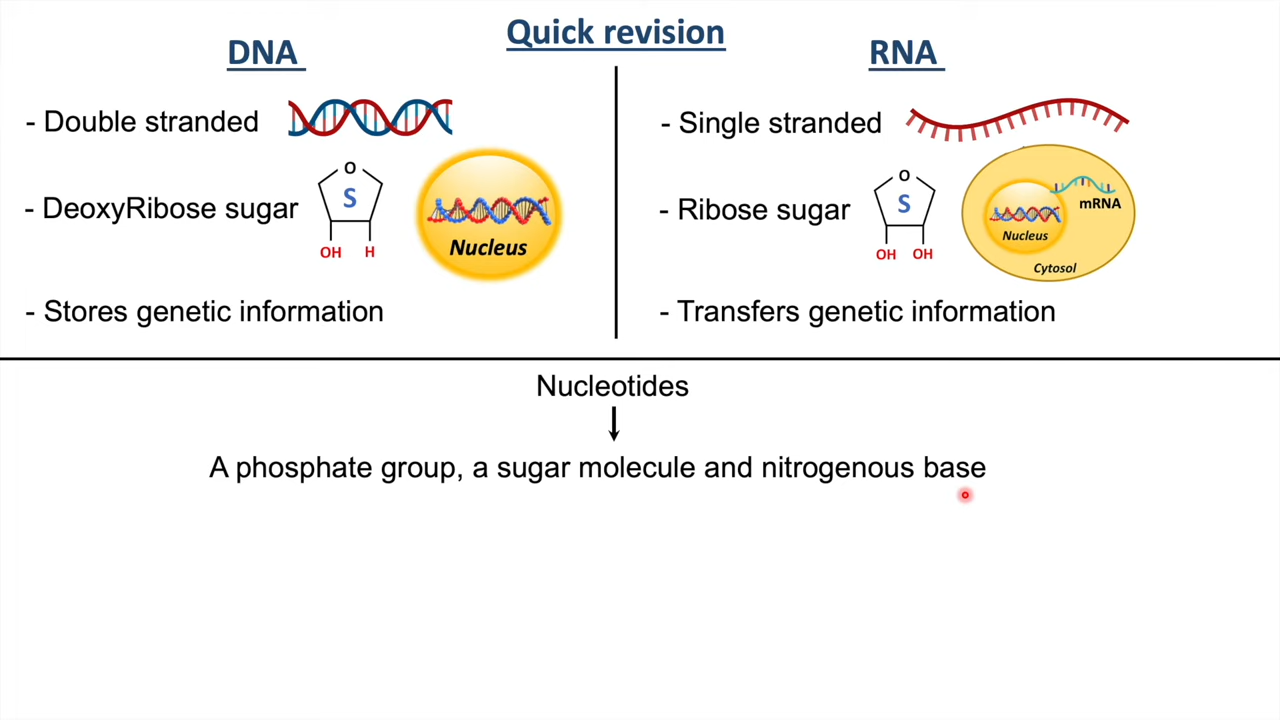 Quick revision
DNA
- Double stranded
- DeoxyRibose sugar
O
S
OH H
Nucleus
- Stores genetic information
RNA
- Single stranded
- Ribose sugar
O
S
OH OH
mRNA
Nucleus
Cytosol
- Transfers genetic information
Nucleotides
A phosphate group, a sugar molecule and nitrogenous base